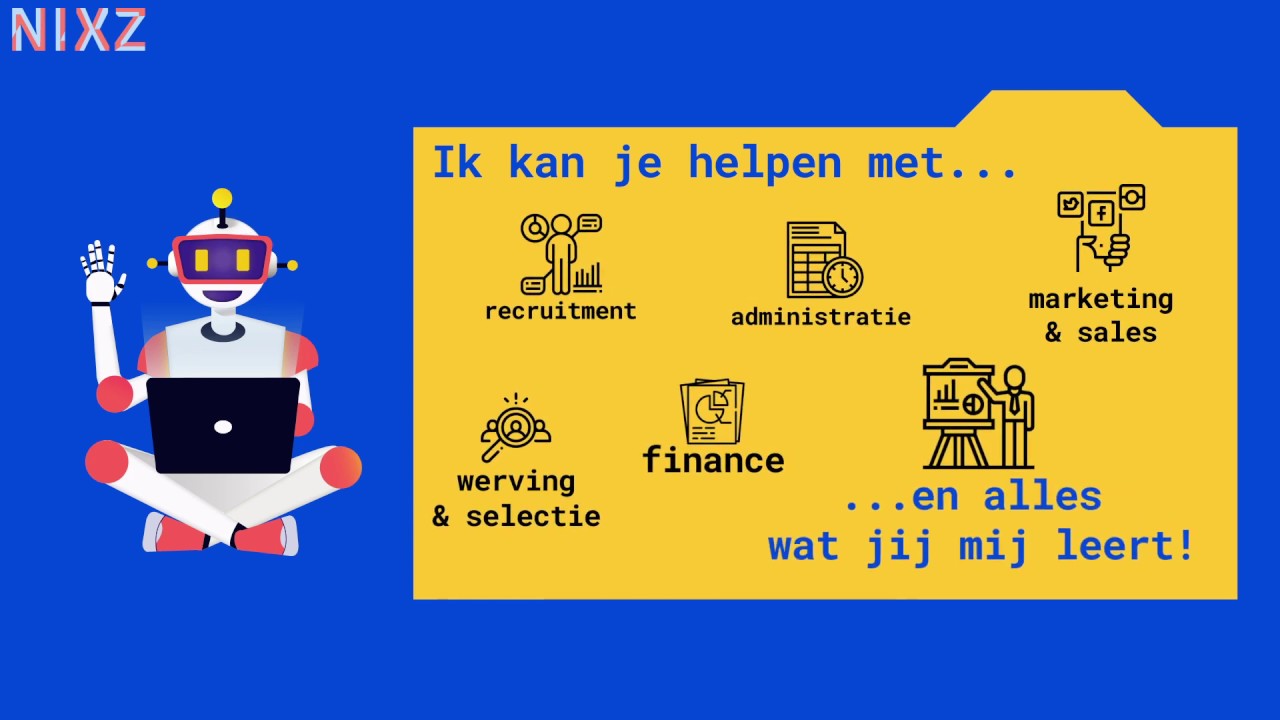 NIXZ
Ik kan je helpen met...
recruitment
administratie
marketing
& sales
werving
& selectie
finance
...en alles
wat jij mij leert!